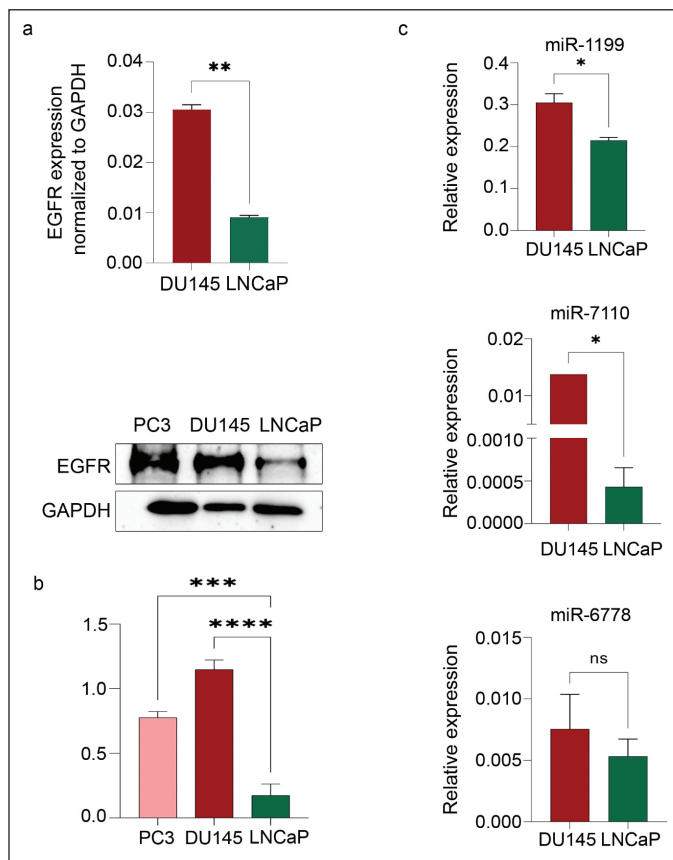 a
EGFR expression
normalized to GAPDH
**
0.04
0.03
0.02
0.01
0.00
DU145 LNCaP
PC3 DU145 LNCaP
EGFR
GAPDH
b
***
****
1.5
1.0
0.5
0.0
PC3 DU145 LNCaP
c
miR-1199
*
Relative expression
0.4
0.3
0.2
0.1
0.0
DU145 LNCaP
miR-7110
*
Relative expression
0.02
0.01
0.0010
0.0005
0.0000
DU145 LNCaP
miR-6778
ns
Relative expression
0.015
0.010
0.005
0.000
DU145 LNCaP